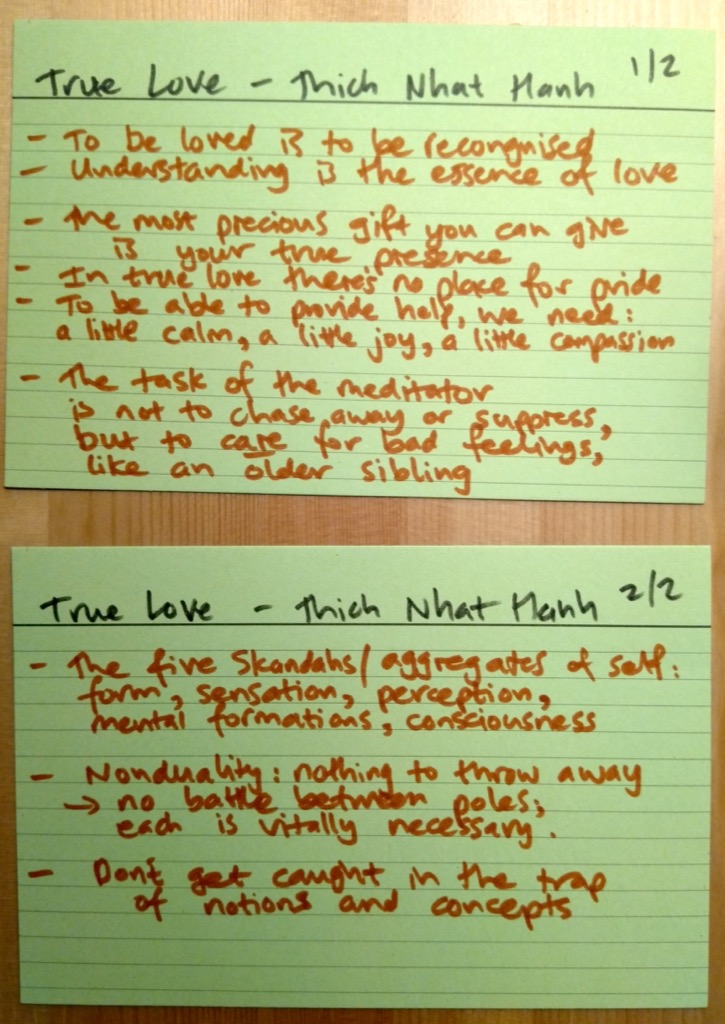 True Love - Thich Nhat Hanh 1/2
- To be loved is to be recongnised
- Understanding is the essence of love
- The most precious gift you can give
is your true presence
- In true love there's no place for pride
- To be able to provide help, we need:
a little calm, a little joy, a little compassion
- The task of the meditator
is not to chase away or suppress,
but to care for bad feelings,
like an older sibling
True Love - Thich Nhat Hanh 2/2
- The five Skandahs/aggregates of self:
form, sensation, perception,
mental formations, consciousness
- Nonduality: nothing to throw away
→ no battle between poles;
each is vitally necessary.
- Don't get caught in the trap
of notions and concepts